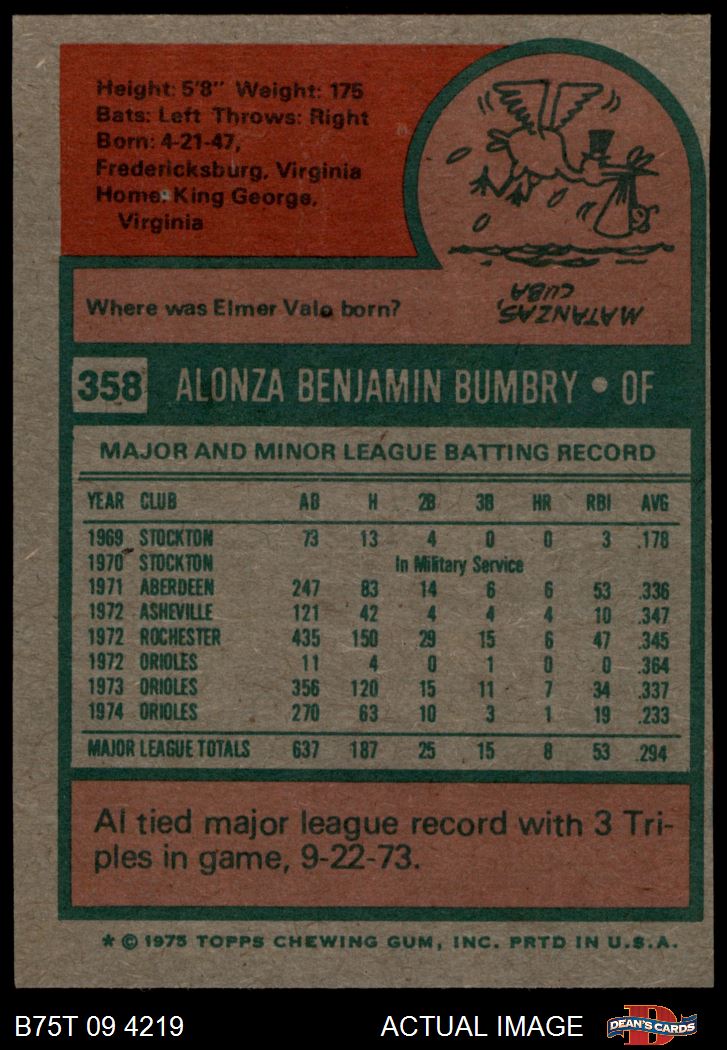 Height: 5'8" Weight: 175
Bats: Left Throws: Right
Born: 4-21-47,
Fredericksburg, Virginia
Home: King George,
Virginia
Where was Elmer Valo born?
MATANZAS,
CUBA
358 ALONZA BENJAMIN BUMBRY • OF
MAJOR AND MINOR LEAGUE BATTING RECORD
YEAR CLUB AB H 2B 3B HR RBI AVG
1969 STOCKTON 73 13 4 0 0 3 .178
1970 STOCKTON In Military Service
1971 ABERDEEN 247 83 14 6 6 53 .336
1972 ASHEVILLE 121 42 4 4 4 10 .347
1972 ROCHESTER 435 150 29 15 6 47 .345
1972 ORIOLES 11 4 0 1 0 0 .364
1973 ORIOLES 356 120 15 11 7 34 .337
1974 ORIOLES 270 63 10 3 1 19 .233
MAJOR LEAGUE TOTALS 637 187 25 15 8 53 .294
Al tied major league record with 3 Tri-
ples in game, 9-22-73.
* © 1975 TOPPS CHEWING GUM, INC. PRTD IN U.S.A.
B75T 09 4219 ACTUAL IMAGE DEAN'S CARDS